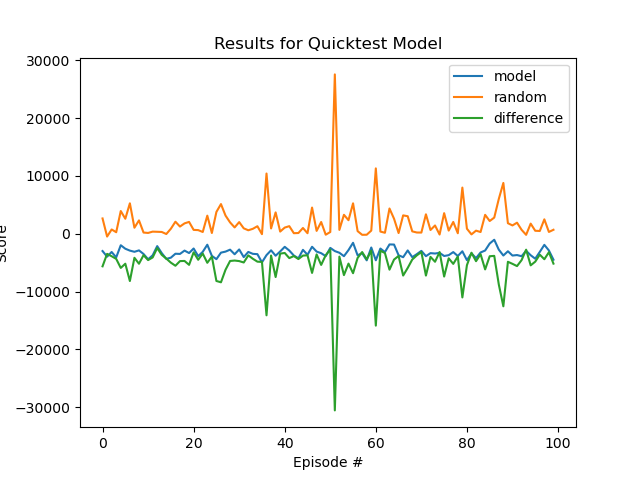 Results for Quicktest Model
30000
20000
10000
0
−10000
−20000
−30000
Score
model
random
difference
0 20 40 60 80 100
Episode #